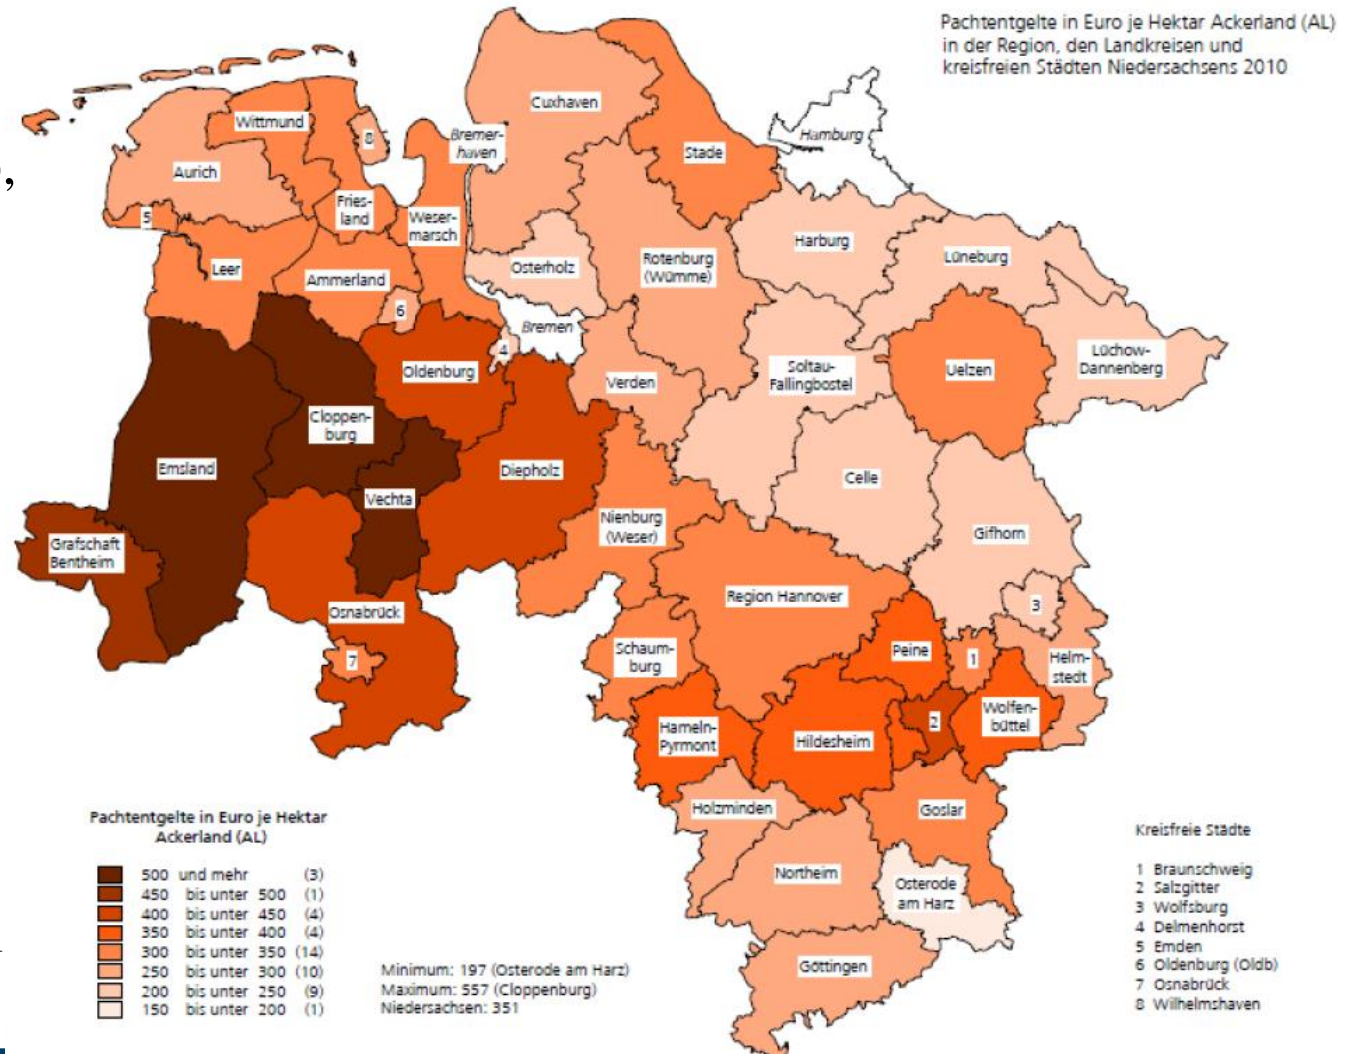 Pachtentgelte in Euro je Hektar Ackerland (AL)
in der Region, den Landkreisen und
kreisfreien Städten Niedersachsens 2010
,
Cuxhaven
Wittmund
8
Bremer-
haven
Hamburg
Stade
Aurich
5
Fries-
land
Weser-
marsch
Harburg
Lüneburg
Leer
Ammerland
Osterholz
Rotenburg
(Wümme)
6
Bremen
4
Oldenburg
Verden
Soltau-
Fallingbostel
Uelzen
Lüchow-
Dannenberg
Cloppen-
burg
Emsland
Diepholz
Celle
Vechta
Nienburg
(Weser)
Gifhorn
Grafschaft
Bentheim
Region Hannover
3
Osnabrück
7
Schaum-
burg
Peine
1
Helm-
stedt
Hameln-
Pyrmont
Hildesheim
2
Wolfen-
büttel
Holzminden
Goslar
Northeim
Osterode
am Harz
Göttingen
Pachtentgelte in Euro je Hektar
Ackerland (AL)
500 und mehr (3)
450 bis unter 500 (1)
400 bis unter 450 (4)
350 bis unter 400 (4)
300 bis unter 350 (14)
250 bis unter 300 (10)
200 bis unter 250 (9)
150 bis unter 200 (1)
Minimum: 197 (Osterode am Harz)
Maximum: 557 (Cloppenburg)
Niedersachsen: 351
Kreisfreie Städte
1 Braunschweig
2 Salzgitter
3 Wolfsburg
4 Delmenhorst
5 Emden
6 Oldenburg (Oldb)
7 Osnabrück
8 Wilhelmshaven